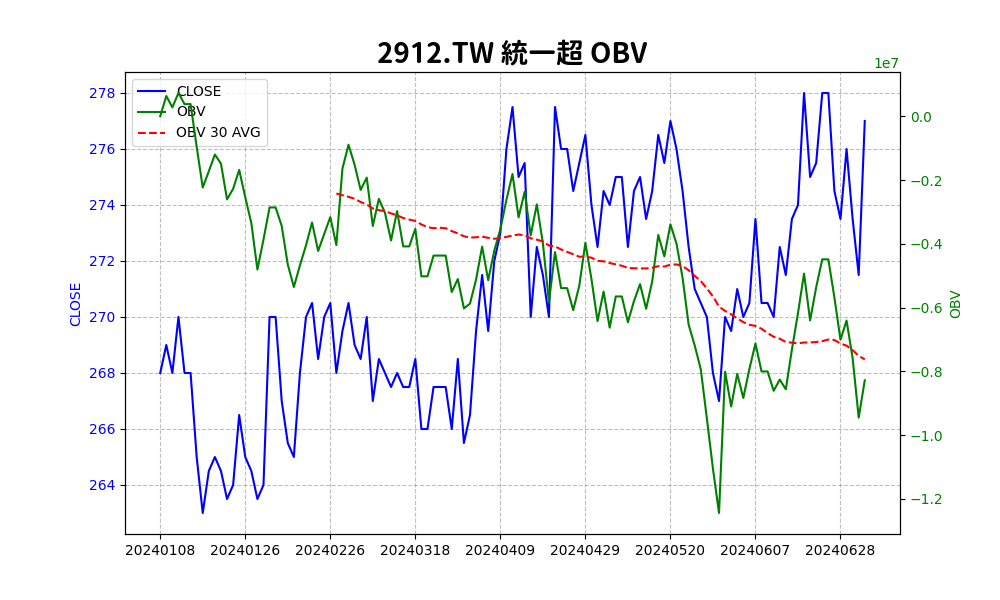 2912.TW 統一超 OBV
1e7
CLOSE
OBV
OBV 30 AVG
278
276
274
272
270
268
266
264
CLOSE
0.0
−0.2
−0.4
−0.6
−0.8
−1.0
−1.2
OBV
20240108 20240126 20240226 20240318 20240409 20240429 20240520 20240607 20240628